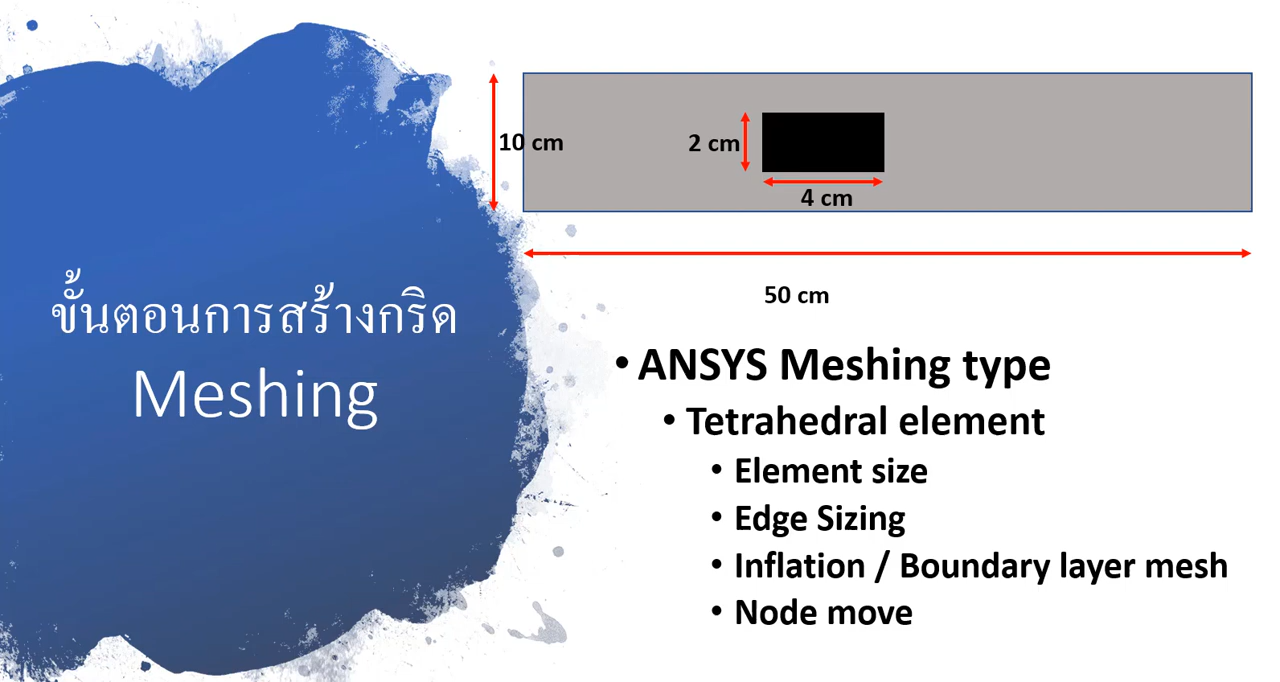 ขั้นตอนการสร้างกริด
Meshing
10 cm
2 cm
4 cm
50 cm
• ANSYS Meshing type
• Tetrahedral element
• Element size
• Edge Sizing
• Inflation / Boundary layer mesh
• Node move